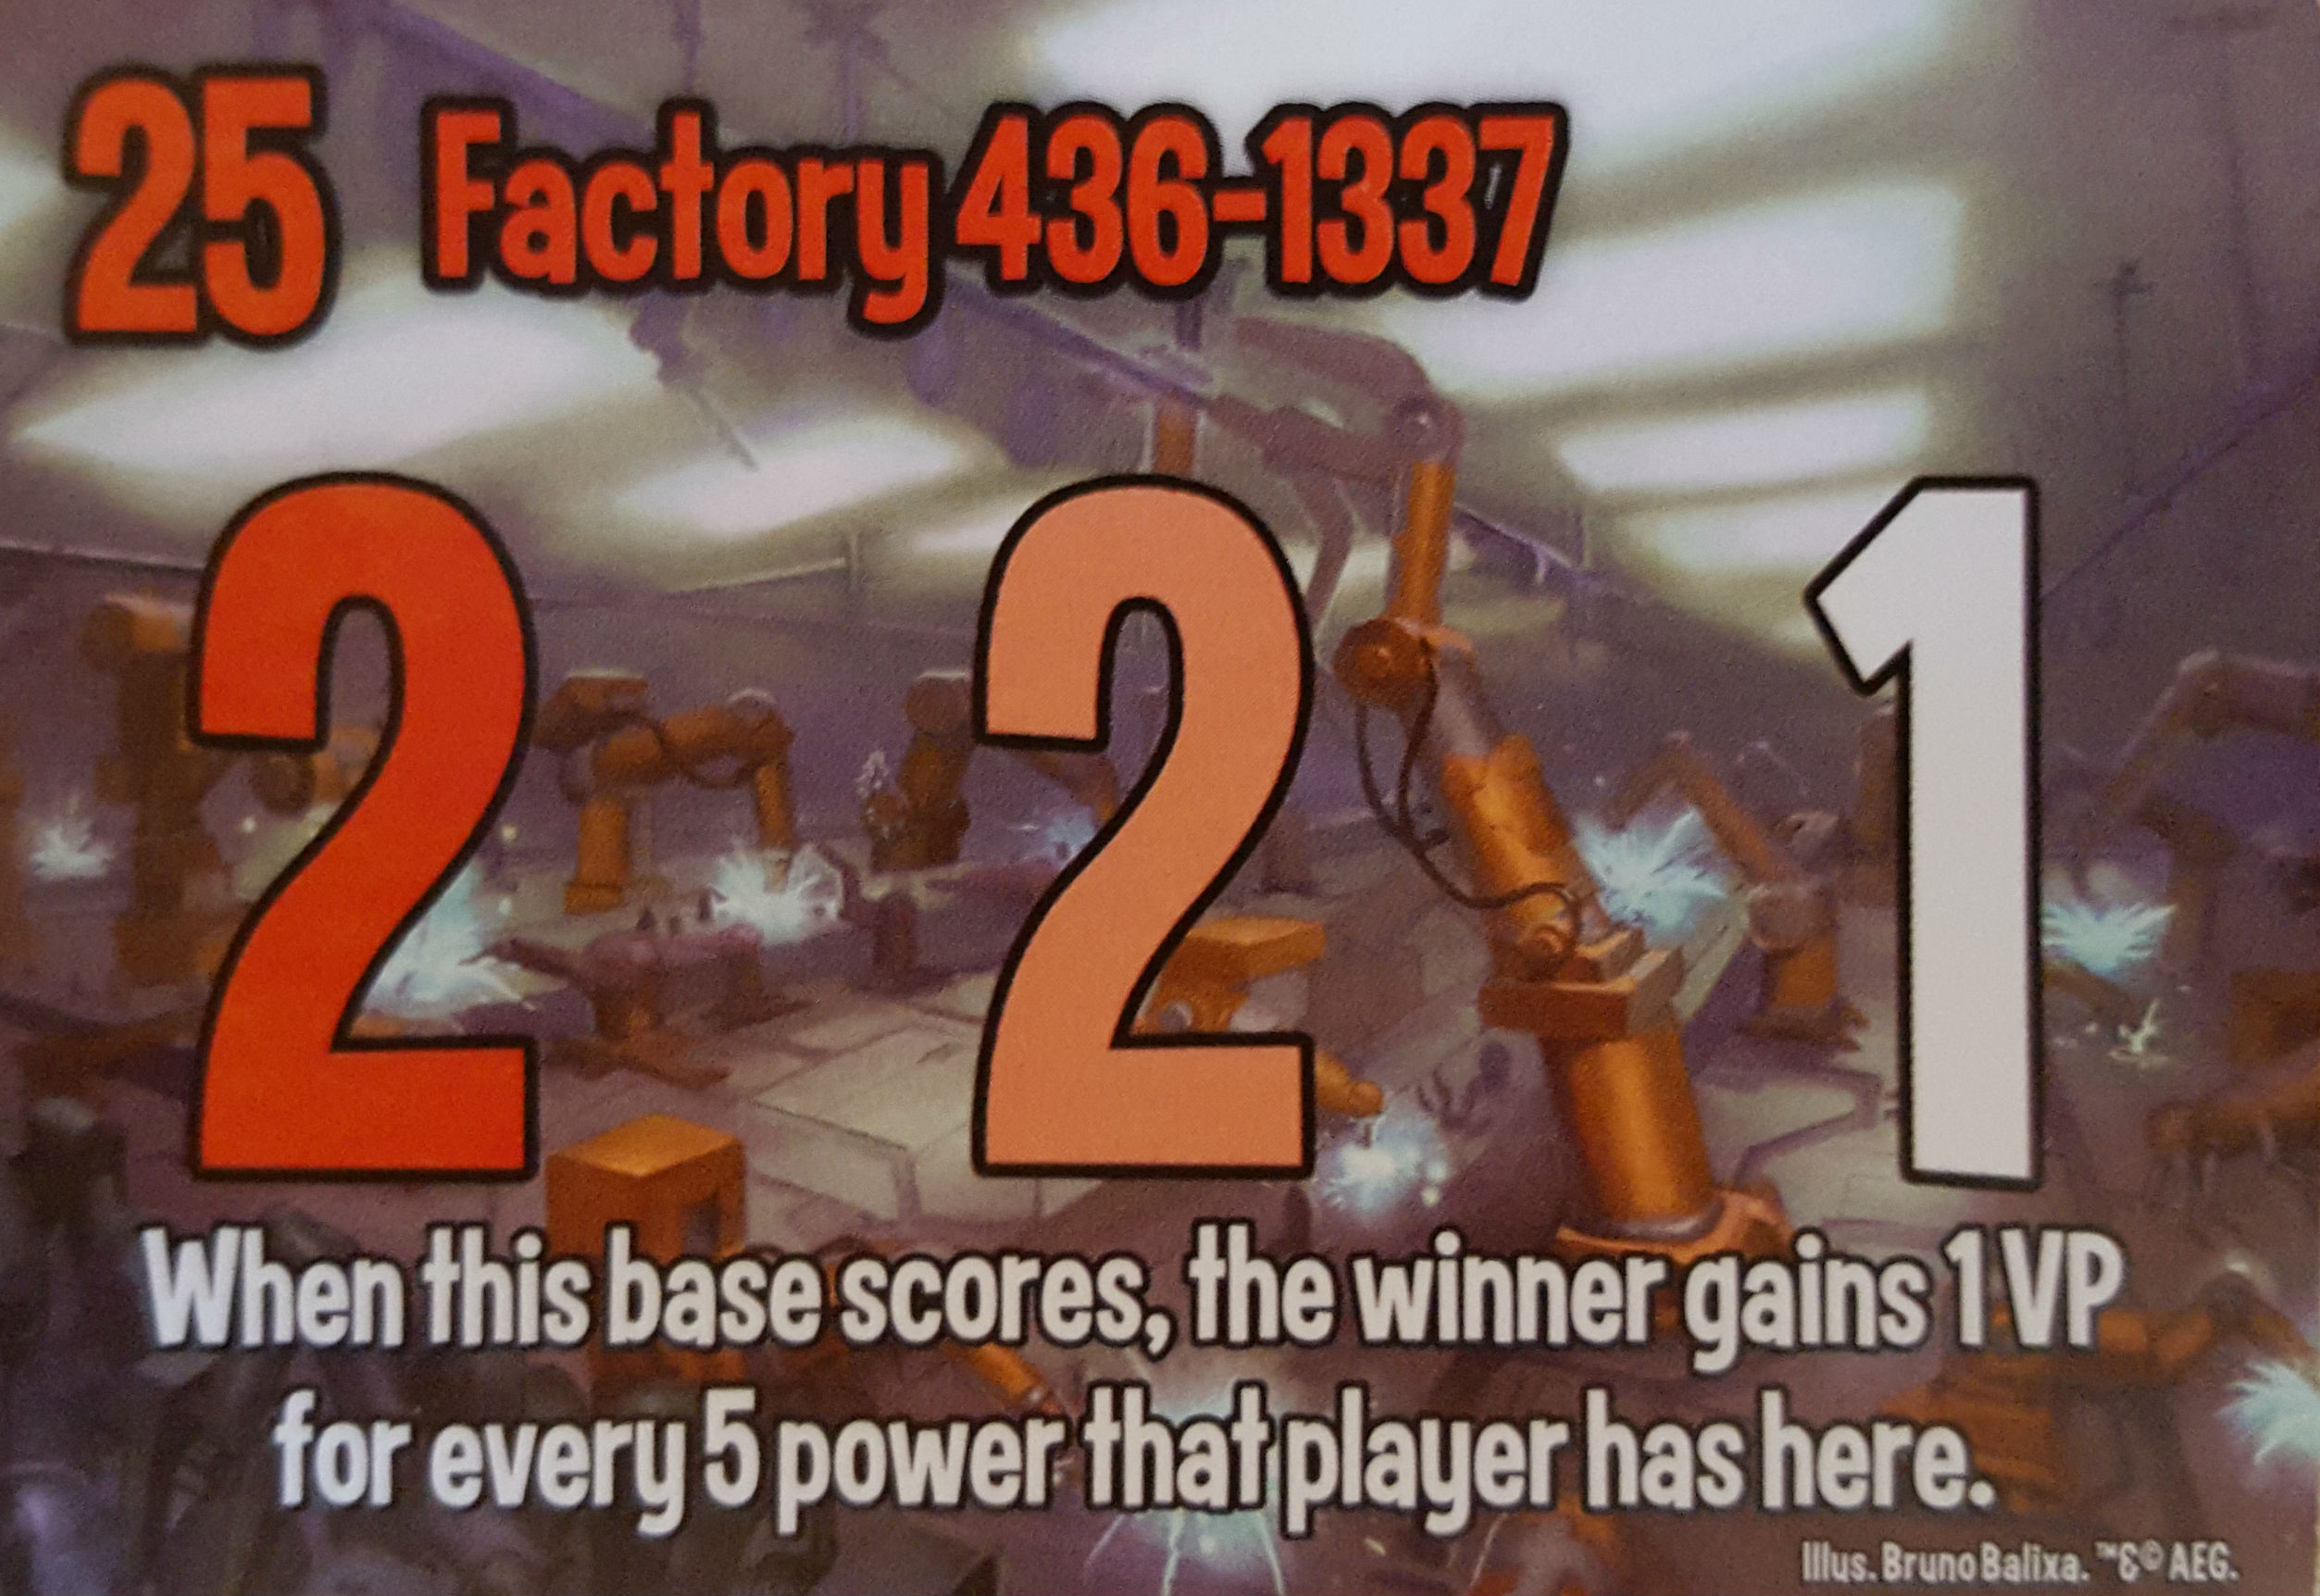 25 Factory 436-1337
2 2 1
When this base scores, the winner gains 1 VP
for every 5 power that player has here.
Illus. Bruno Balixa. ™&© AEG.